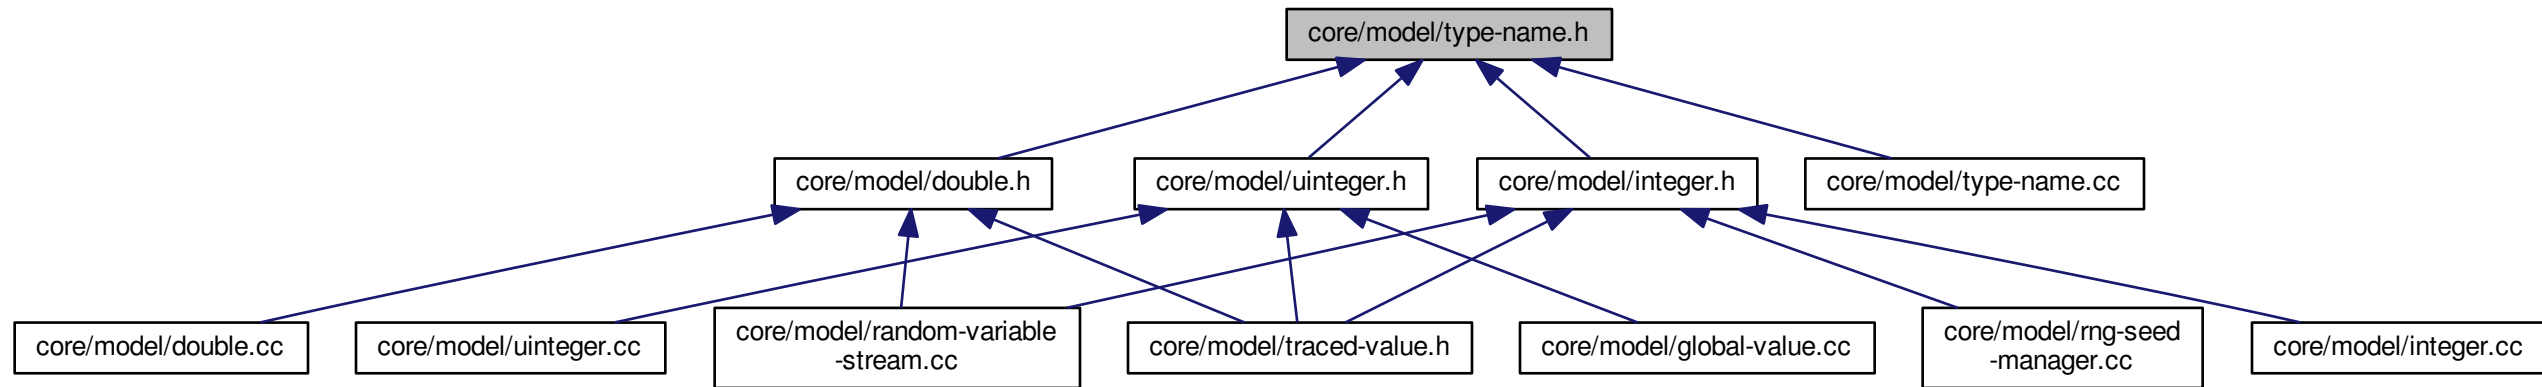 core/model/type-name.h
core/model/double.h
core/model/uinteger.h
core/model/integer.h
core/model/type-name.cc
core/model/double.cc
core/model/uinteger.cc
core/model/random-variable
-stream.cc
core/model/traced-value.h
core/model/global-value.cc
core/model/rng-seed
-manager.cc
core/model/integer.cc